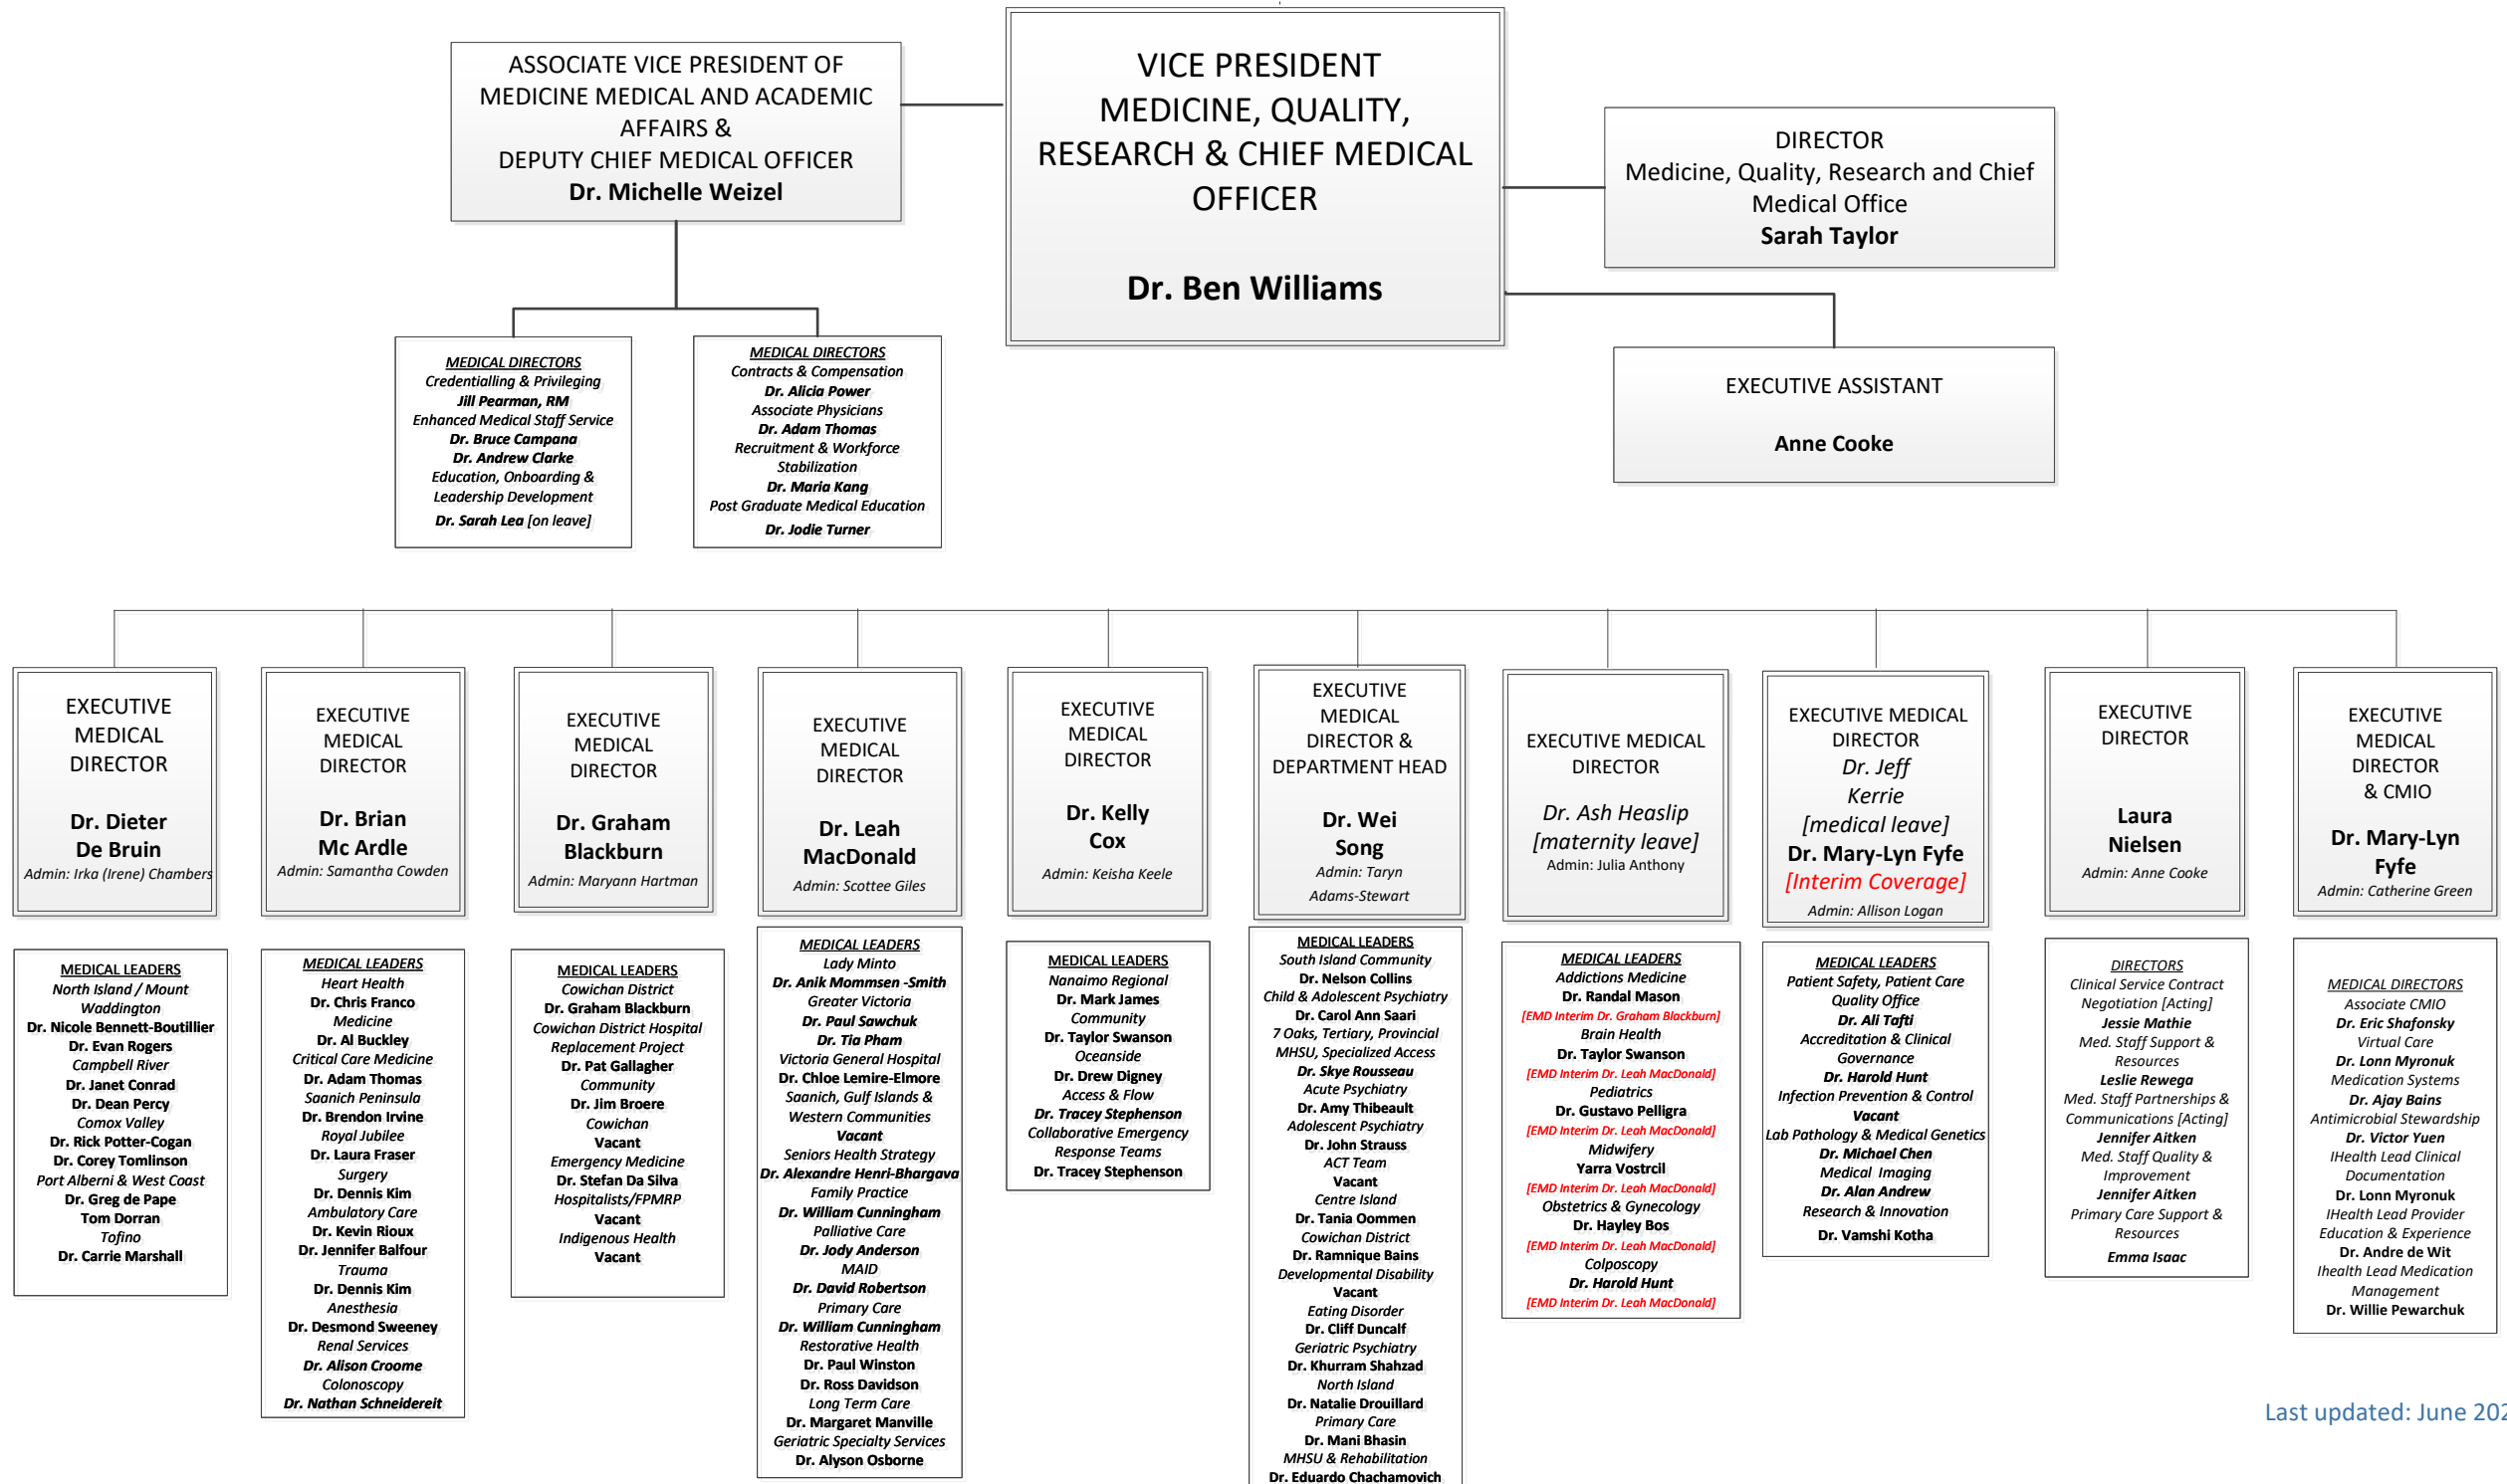 ASSOCIATE VICE PRESIDENT OF
MEDICINE MEDICAL AND ACADEMIC
AFFAIRS &
DEPUTY CHIEF MEDICAL OFFICER
Dr. Michelle Weizel
VICE PRESIDENT
MEDICINE, QUALITY,
RESEARCH & CHIEF MEDICAL
OFFICER
Dr. Ben Williams
DIRECTOR
Medicine, Quality, Research and Chief
Medical Office
Sarah Taylor
EXECUTIVE ASSISTANT
Anne Cooke
MEDICAL DIRECTORS
Credentialling & Privileging
Jill Pearman, RM
Enhanced Medical Staff Service
Dr. Bruce Campana
Dr. Andrew Clarke
Education, Onboarding &
Leadership Development
Dr. Sarah Lea [on leave]
MEDICAL DIRECTORS
Contracts & Compensation
Dr. Alicia Power
Associate Physicians
Dr. Adam Thomas
Recruitment & Workforce
Stabilization
Dr. Maria Kang
Post Graduate Medical Education
Dr. Jodie Turner
EXECUTIVE
MEDICAL
DIRECTOR
Dr. Dieter
De Bruin
Admin: Irka (Irene) Chambers
EXECUTIVE
MEDICAL
DIRECTOR
Dr. Brian
Mc Ardle
Admin: Samantha Cowden
EXECUTIVE
MEDICAL
DIRECTOR
Dr. Graham
Blackburn
Admin: Maryann Hartman
EXECUTIVE
MEDICAL
DIRECTOR
Dr. Leah
MacDonald
Admin: Scottee Giles
EXECUTIVE
MEDICAL
DIRECTOR
Dr. Kelly
Cox
Admin: Keisha Keele
EXECUTIVE
MEDICAL
DIRECTOR &
DEPARTMENT HEAD
Dr. Wei
Song
Admin: Taryn
Adams-Stewart
EXECUTIVE MEDICAL
DIRECTOR
Dr. Ash Heaslip
[maternity leave]
Admin: Julia Anthony
EXECUTIVE MEDICAL
DIRECTOR
Dr. Jeff
Kerrie
[medical leave]
Dr. Mary-Lyn Fyfe
[Interim Coverage]
Admin: Allison Logan
EXECUTIVE
DIRECTOR
Laura
Nielsen
Admin: Anne Cooke
EXECUTIVE
MEDICAL
DIRECTOR
& CMIO
Dr. Mary-Lyn
Fyfe
Admin: Catherine Green
MEDICAL LEADERS
North Island / Mount
Waddington
Dr. Nicole Bennett-Boutillier
Dr. Evan Rogers
Campbell River
Dr. Janet Conrad
Dr. Dean Percy
Comox Valley
Dr. Rick Potter-Cogan
Dr. Corey Tomlinson
Port Alberni & West Coast
Dr. Greg de Pape
Tom Dorran
Tofino
Dr. Carrie Marshall
MEDICAL LEADERS
Heart Health
Dr. Chris Franco
Medicine
Dr. Al Buckley
Critical Care Medicine
Dr. Adam Thomas
Saanich Peninsula
Dr. Brendon Irvine
Royal Jubilee
Dr. Laura Fraser
Surgery
Dr. Dennis Kim
Ambulatory Care
Dr. Kevin Rioux
Dr. Jennifer Balfour
Trauma
Dr. Dennis Kim
Anesthesia
Dr. Desmond Sweeney
Renal Services
Dr. Alison Croome
Colonoscopy
Dr. Nathan Schneidereit
MEDICAL LEADERS
Cowichan District
Dr. Graham Blackburn
Cowichan District Hospital
Replacement Project
Dr. Pat Gallagher
Community
Dr. Jim Broere
Cowichan
Vacant
Emergency Medicine
Dr. Stefan Da Silva
Hospitalists/FPMRP
Vacant
Indigenous Health
Vacant
MEDICAL LEADERS
Lady Minto
Dr. Anik Mommsen -Smith
Greater Victoria
Dr. Paul Sawchuk
Dr. Tia Pham
Victoria General Hospital
Dr. Chloe Lemire-Elmore
Saanich, Gulf Islands &
Western Communities
Vacant
Seniors Health Strategy
Dr. Alexandre Henri-Bhargava
Family Practice
Dr. William Cunningham
Palliative Care
Dr. Jody Anderson
MAID
Dr. David Robertson
Primary Care
Dr. William Cunningham
Restorative Health
Dr. Paul Winston
Dr. Ross Davidson
Long Term Care
Dr. Margaret Manville
Geriatric Specialty Services
Dr. Alyson Osborne
MEDICAL LEADERS
Nanaimo Regional
Dr. Mark James
Community
Dr. Taylor Swanson
Oceanside
Dr. Drew Digney
Access & Flow
Dr. Tracey Stephenson
Collaborative Emergency
Response Teams
Dr. Tracey Stephenson
MEDICAL LEADERS
South Island Community
Dr. Nelson Collins
Child & Adolescent Psychiatry
Dr. Carol Ann Saari
7 Oaks, Tertiary, Provincial
MHSU, Specialized Access
Dr. Skye Rousseau
Acute Psychiatry
Dr. Amy Thibeault
Adolescent Psychiatry
Dr. John Strauss
ACT Team
Vacant
Centre Island
Dr. Tania Oommen
Cowichan District
Dr. Ramnique Bains
Developmental Disability
Vacant
Eating Disorder
Dr. Cliff Duncalf
Geriatric Psychiatry
Dr. Khurram Shahzad
North Island
Dr. Natalie Drouillard
Primary Care
Dr. Mani Bhasin
MHSU & Rehabilitation
Dr. Eduardo Chachamovich
MEDICAL LEADERS
Addictions Medicine
Dr. Randal Mason
[EMD Interim Dr. Graham Blackburn]
Brain Health
Dr. Taylor Swanson
[EMD Interim Dr. Leah MacDonald]
Pediatrics
Dr. Gustavo Pelligra
[EMD Interim Dr. Leah MacDonald]
Midwifery
Yarra Vostrcil
[EMD Interim Dr. Leah MacDonald]
Obstetrics & Gynecology
Dr. Hayley Bos
[EMD Interim Dr. Leah MacDonald]
Colposcopy
Dr. Harold Hunt
[EMD Interim Dr. Leah MacDonald]
MEDICAL LEADERS
Patient Safety, Patient Care
Quality Office
Dr. Ali Tafti
Accreditation & Clinical
Governance
Dr. Harold Hunt
Infection Prevention & Control
Vacant
Lab Pathology & Medical Genetics
Dr. Michael Chen
Medical Imaging
Dr. Alan Andrew
Research & Innovation
Dr. Vamshi Kotha
DIRECTORS
Clinical Service Contract
Negotiation [Acting]
Jessie Mathie
Med. Staff Support &
Resources
Leslie Rewega
Med. Staff Partnerships &
Communications [Acting]
Jennifer Aitken
Med. Staff Quality &
Improvement
Jennifer Aitken
Primary Care Support &
Resources
Emma Isaac
MEDICAL DIRECTORS
Associate CMIO
Dr. Eric Shafonsky
Virtual Care
Dr. Lonn Myronuk
Medication Systems
Dr. Ajay Bains
Antimicrobial Stewardship
Dr. Victor Yuen
IHealth Lead Clinical
Documentation
Dr. Lonn Myronuk
IHealth Lead Provider
Education & Experience
Dr. Andre de Wit
Ihealth Lead Medication
Management
Dr. Willie Pewarchuk
Last updated: June 202